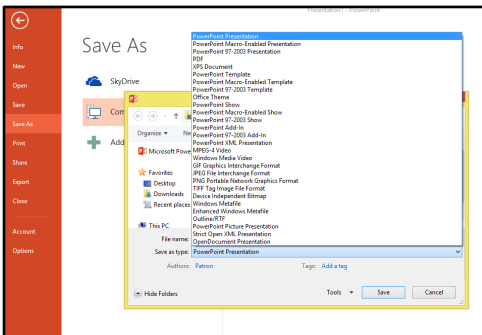 Presentation1 - PowerPoint
Info
New
Open
Save
Save As
Print
Share
Export
Close
Account
Options
Save As
SkyDrive
Com
Add
Organize
Ne
Microsoft Powe
Favorites
Desktop
Downloads
Recent places
This PC
PowerPoint Presentation
PowerPoint Macro-Enabled Presentation
PowerPoint 97-2003 Presentation
PDF
XPS Document
PowerPoint Template
PowerPoint Macro-Enabled Template
PowerPoint 97-2003 Template
Office Theme
PowerPoint Show
PowerPoint Macro-Enabled Show
PowerPoint 97-2003 Show
PowerPoint Add-In
PowerPoint 97-2003 Add-In
PowerPoint XML Presentation
MPEG-4 Video
Windows Media Video
GIF Graphics Interchange Format
JPEG File Interchange Format
PNG Portable Network Graphics Format
TIFF Tag Image File Format
Device Independent Bitmap
Windows Metafile
Enhanced Windows Metafile
Outline/RTF
PowerPoint Picture Presentation
Strict Open XML Presentation
OpenDocument Presentation
File name:
Save as type: PowerPoint Presentation
Authors: Patron
Tags: Add a tag
Hide Folders
Tools
Save
Cancel